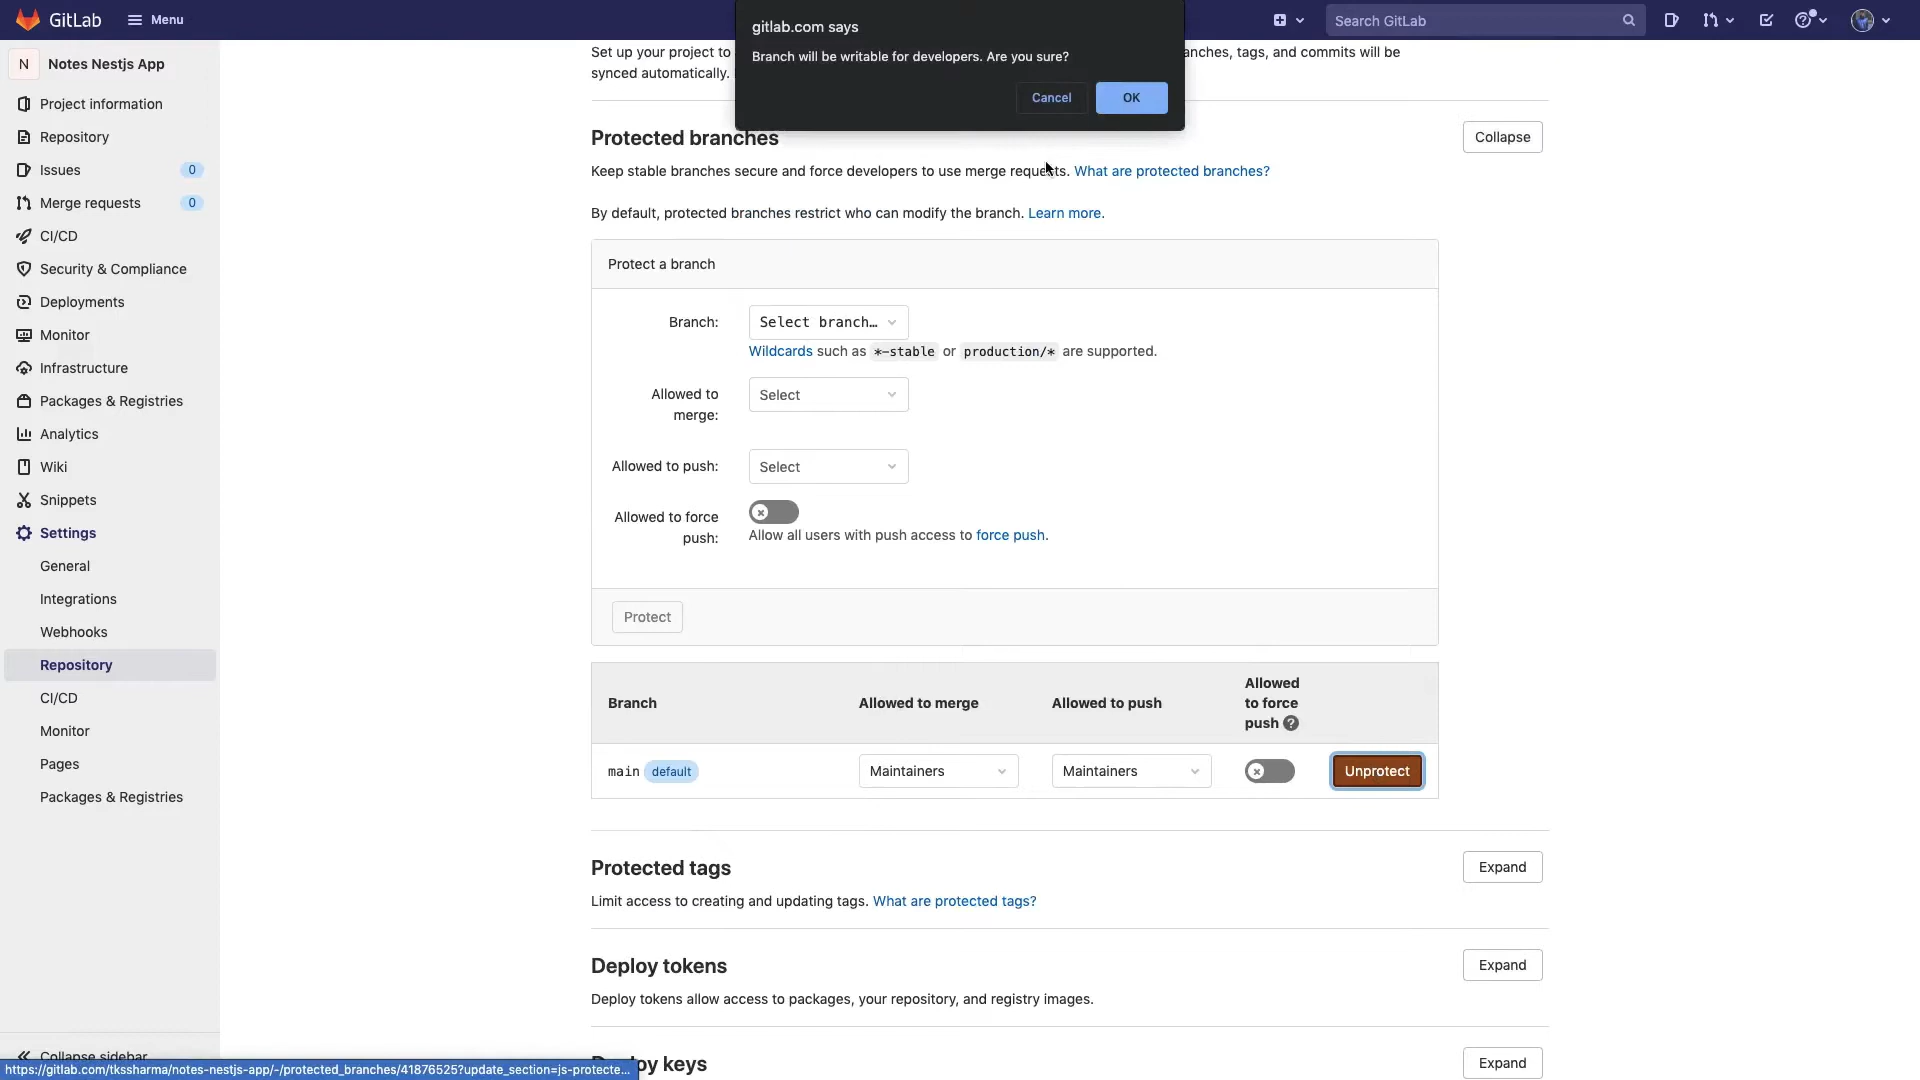 GitLab
Menu
Search GitLab
gitlab.com says
Branch will be writable for developers. Are you sure?
Cancel
OK
N
Notes Nestjs App
Project information
Repository
Issues
0
Merge requests
0
CI/CD
Security & Compliance
Deployments
Monitor
Infrastructure
Packages & Registries
Analytics
Wiki
Snippets
Settings
General
Integrations
Webhooks
Repository
CI/CD
Monitor
Pages
Packages & Registries
Collapse sidebar
https://gitlab.com/tkssharma/notes-nestjs-app/-/protected_branches/41876525?update_section=js-protecte...
Set up your project to anches, tags, and commits will be
synced automatically.
Protected branches
Collapse
Keep stable branches secure and force developers to use merge requests. What are protected branches?
By default, protected branches restrict who can modify the branch. Learn more.
Protect a branch
Branch:
Select branch…
Wildcards such as *-stable or production/* are supported.
Allowed to
merge:
Select
Allowed to push:
Select
Allowed to force
push:
Allow all users with push access to force push.
Protect
Branch
Allowed to merge
Allowed to push
Allowed
to force
push ?
main default
Maintainers
Maintainers
Unprotect
Protected tags
Expand
Limit access to creating and updating tags. What are protected tags?
Deploy tokens
Expand
Deploy tokens allow access to packages, your repository, and registry images.
oy keys
Expand